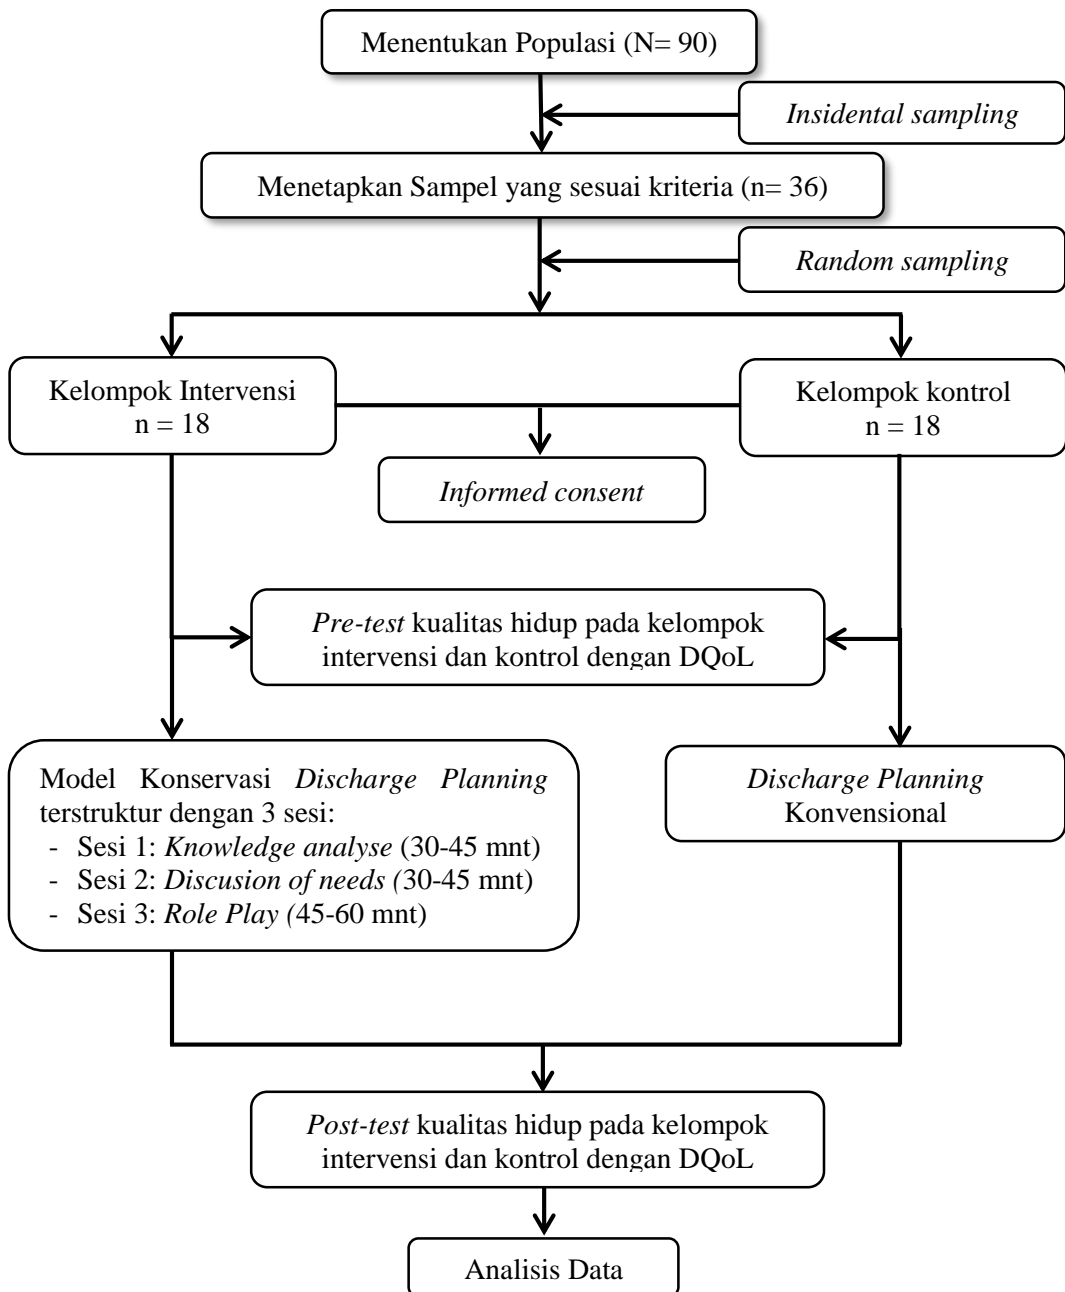 Menentukan Populasi (N= 90)
Insidental sampling
Menetapkan Sampel yang sesuai kriteria (n= 36)
Random sampling
Kelompok Intervensi
n = 18
Kelompok kontrol
n = 18
Informed consent
Pre-test kualitas hidup pada kelompok
intervensi dan kontrol dengan DQoL
Model Konservasi Discharge Planning
terstruktur dengan 3 sesi:
- Sesi 1: Knowledge analyse (30-45 mnt)
- Sesi 2: Discusion of needs (30-45 mnt)
- Sesi 3: Role Play (45-60 mnt)
Discharge Planning
Konvensional
Post-test kualitas hidup pada kelompok
intervensi dan kontrol dengan DQoL
Analisis Data